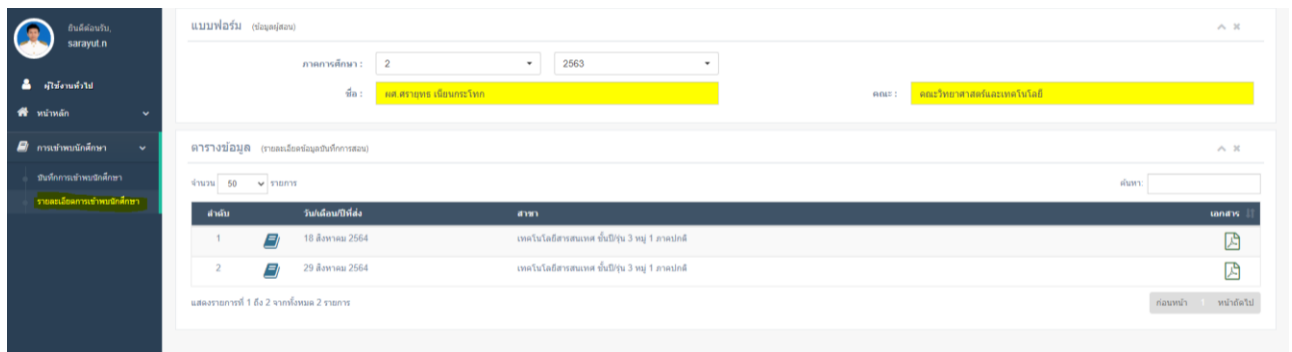 ยินดีต้อนรับ,
sarayut.n
ผู้ใช้งานทั่วไป
หน้าหลัก
การเข้าพบนักศึกษา
บันทึกการเข้าพบนักศึกษา
รายละเอียดการเข้าพบนักศึกษา
แบบฟอร์ม (ข้อมูลผู้สอน)
ภาคการศึกษา : 2 2563
ชื่อ : ผศ.ศรายุทธ เนียนกระโทก คณะ : คณะวิทยาศาสตร์และเทคโนโลยี
ตารางข้อมูล (รายละเอียดข้อมูลบันทึกการสอน)
จำนวน 50 รายการ ค้นหา:
ลำดับ วัน/เดือน/ปีที่ส่ง สาขา เอกสาร
1 18 สิงหาคม 2564 เทคโนโลยีสารสนเทศ ชั้นปี/รุ่น 3 หมู่ 1 ภาคปกติ
2 29 สิงหาคม 2564 เทคโนโลยีสารสนเทศ ชั้นปี/รุ่น 3 หมู่ 1 ภาคปกติ
แสดงรายการที่ 1 ถึง 2 จากทั้งหมด 2 รายการ ก่อนหน้า 1 หน้าถัดไป